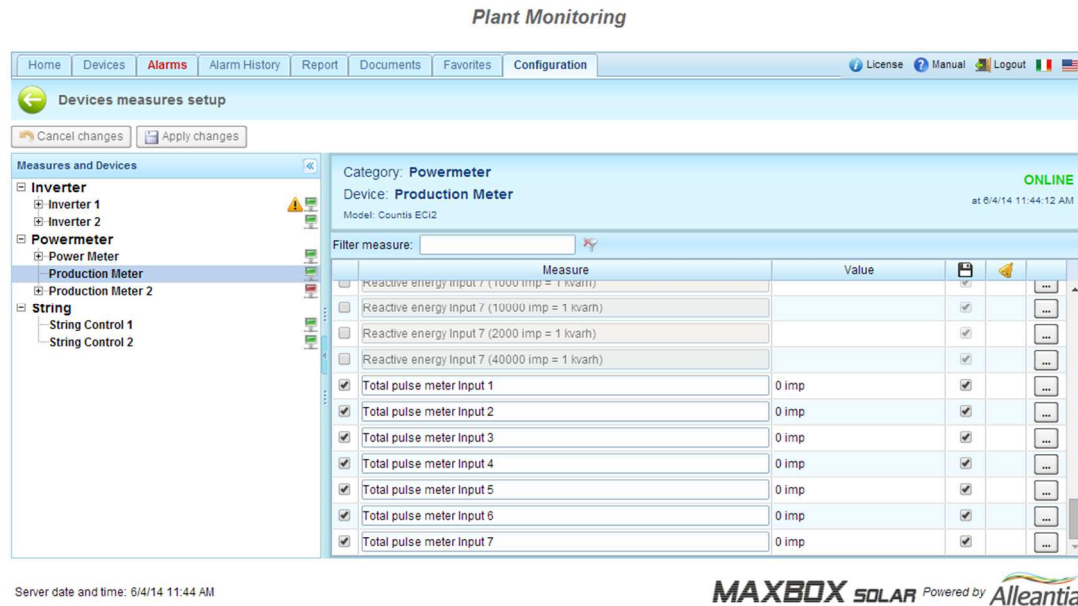 Plant Monitoring
Home Devices Alarms Alarm History Report Documents Favorites Configuration License Manual Logout
Devices measures setup
Cancel changes Apply changes
Measures and Devices
Inverter
Inverter 1
Inverter 2
Powermeter
Power Meter
Production Meter
Production Meter 2
String
String Control 1
String Control 2
Category: Powermeter
Device: Production Meter
Model: Countis ECi2
ONLINE
at 6/4/14 11:44:12 AM
Filter measure:
Measure Value
Reactive energy Input 7 (1000 imp = 1 kvarh) ...
Reactive energy Input 7 (10000 imp = 1 kvarh) ...
Reactive energy Input 7 (2000 imp = 1 kvarh) ...
Reactive energy Input 7 (40000 imp = 1 kvarh) ...
Total pulse meter Input 1 0 imp ...
Total pulse meter Input 2 0 imp ...
Total pulse meter Input 3 0 imp ...
Total pulse meter Input 4 0 imp ...
Total pulse meter Input 5 0 imp ...
Total pulse meter Input 6 0 imp ...
Total pulse meter Input 7 0 imp ...
Server date and time: 6/4/14 11:44 AM
MAXBOX SOLAR Powered by Alleantia